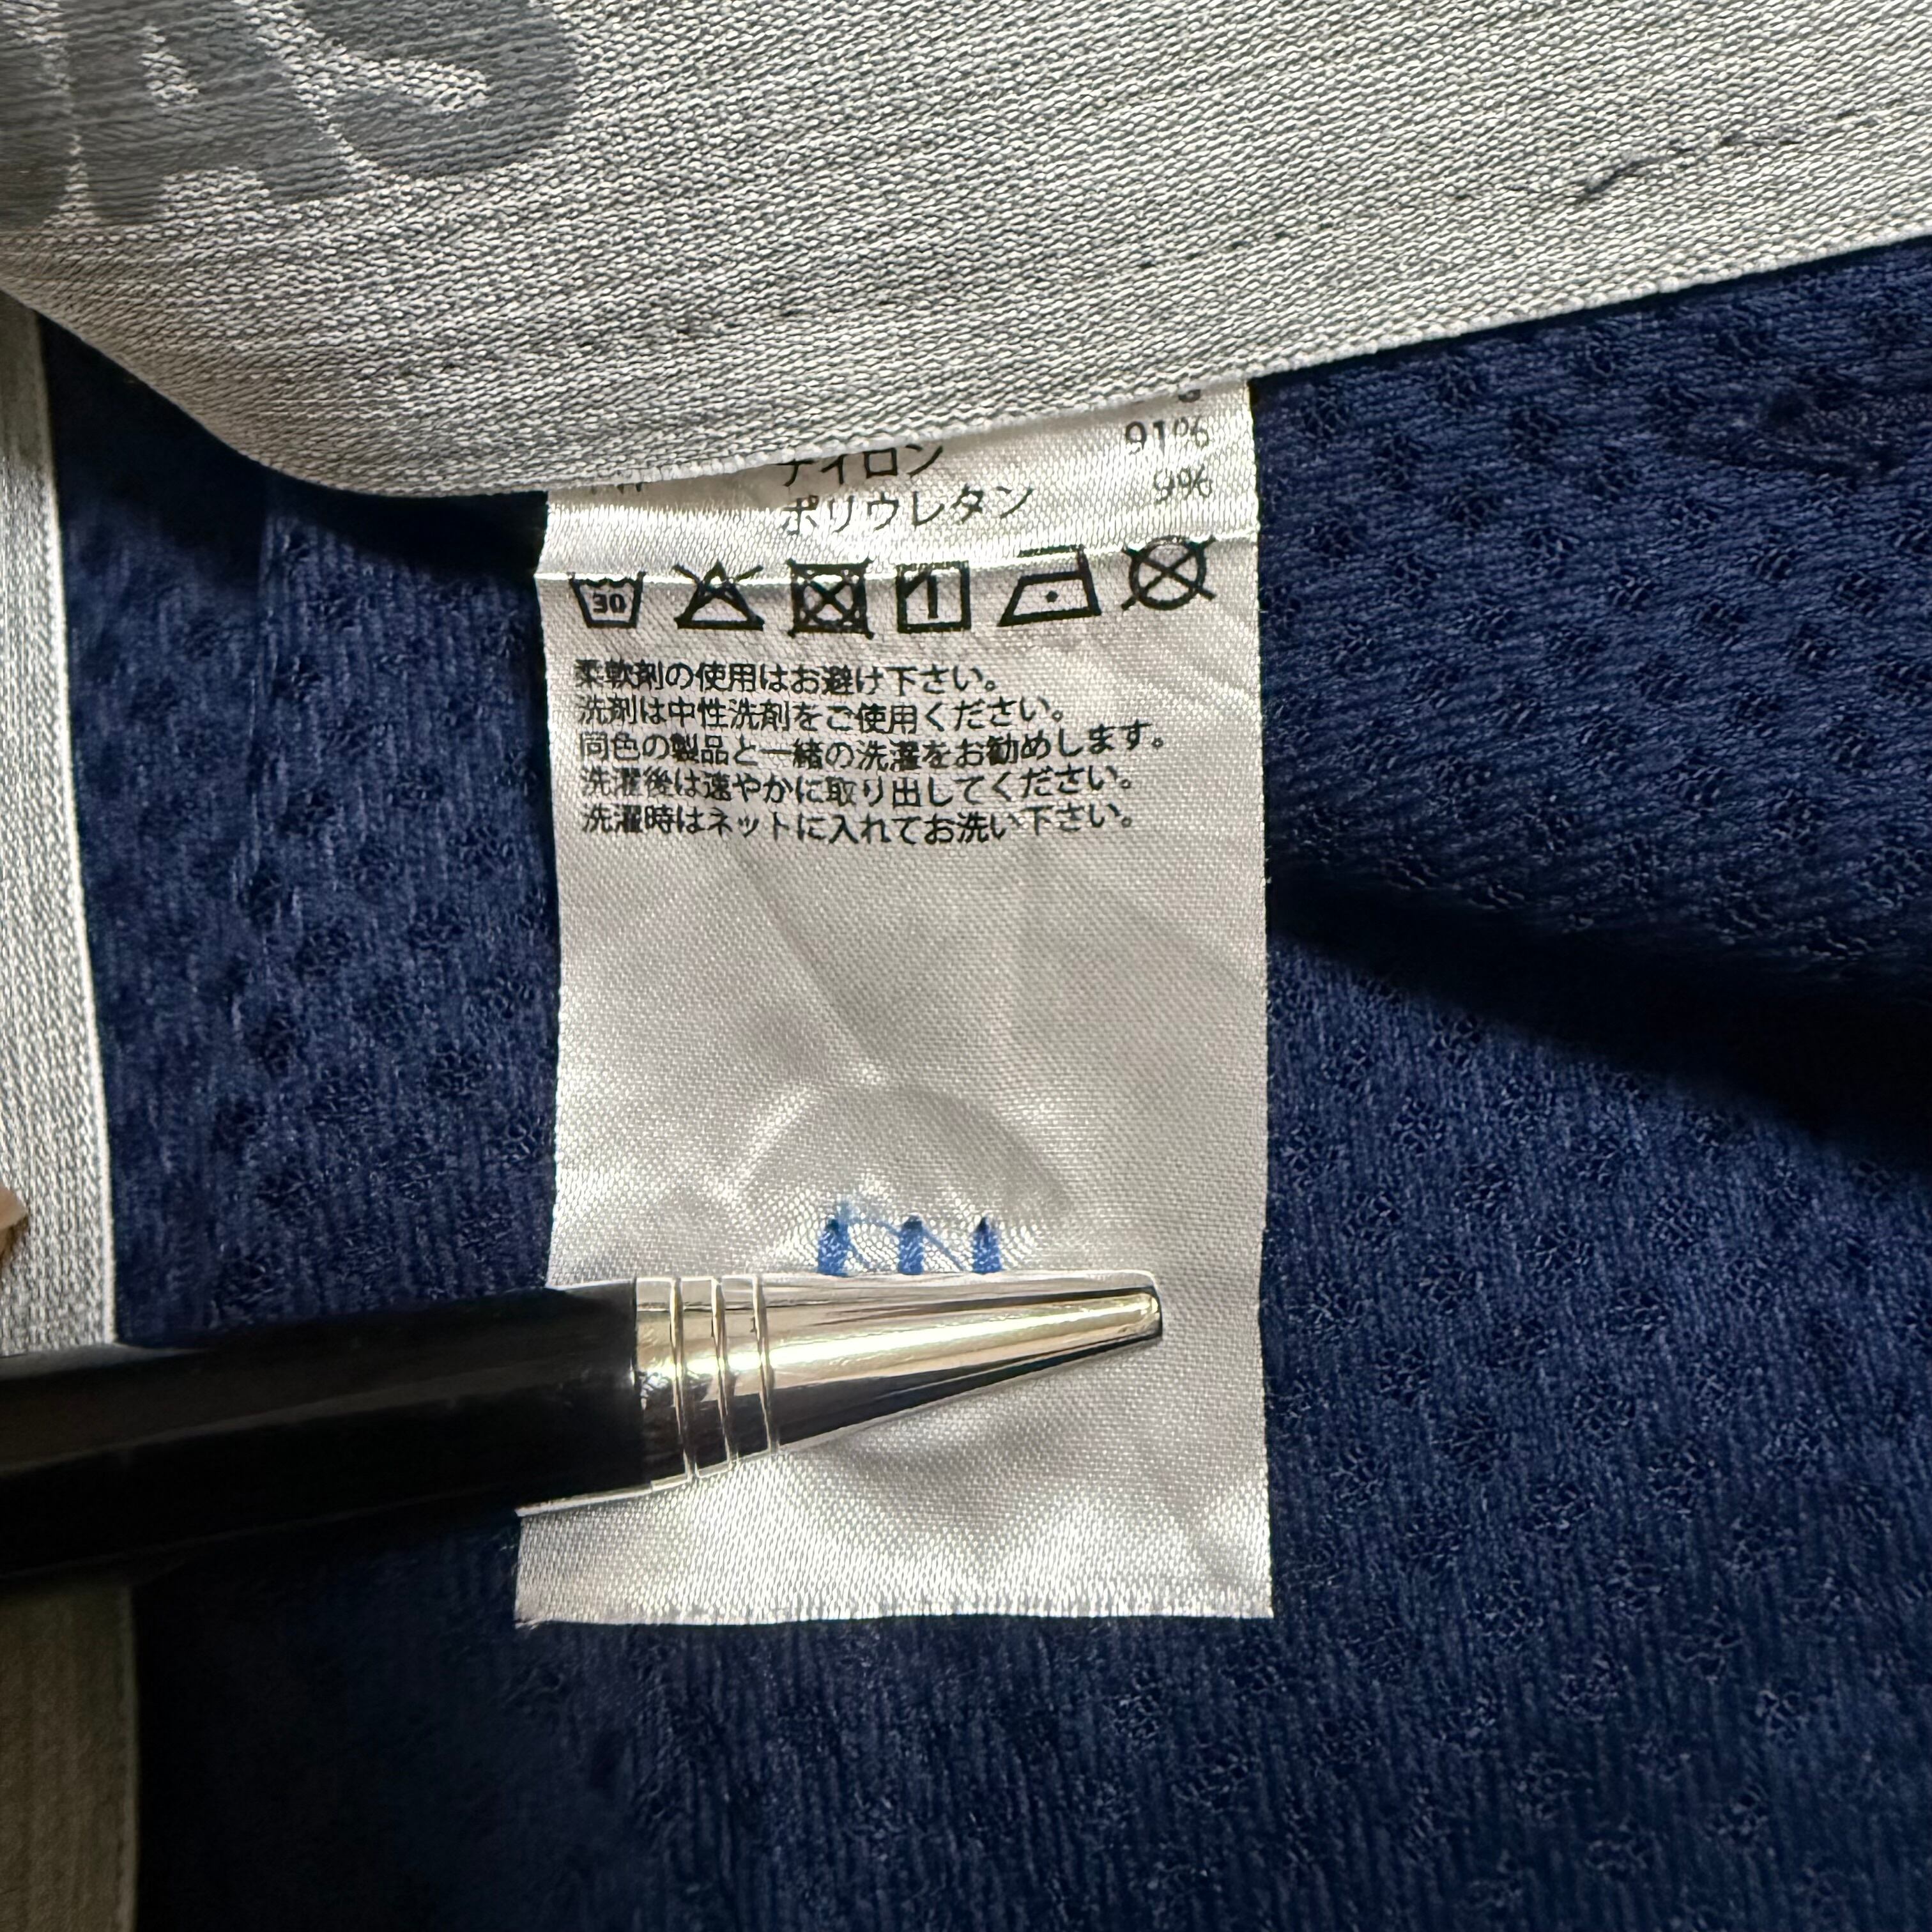 ナイロン 91%
ポリウレタン 9%
30 1
柔軟剤の使用はお避け下さい。
洗剤は中性洗剤をご使用ください。
同色の製品と一緒の洗濯をお勧めします。
洗濯後は速やかに取り出してください。
洗濯時はネットに入れてお洗い下さい。